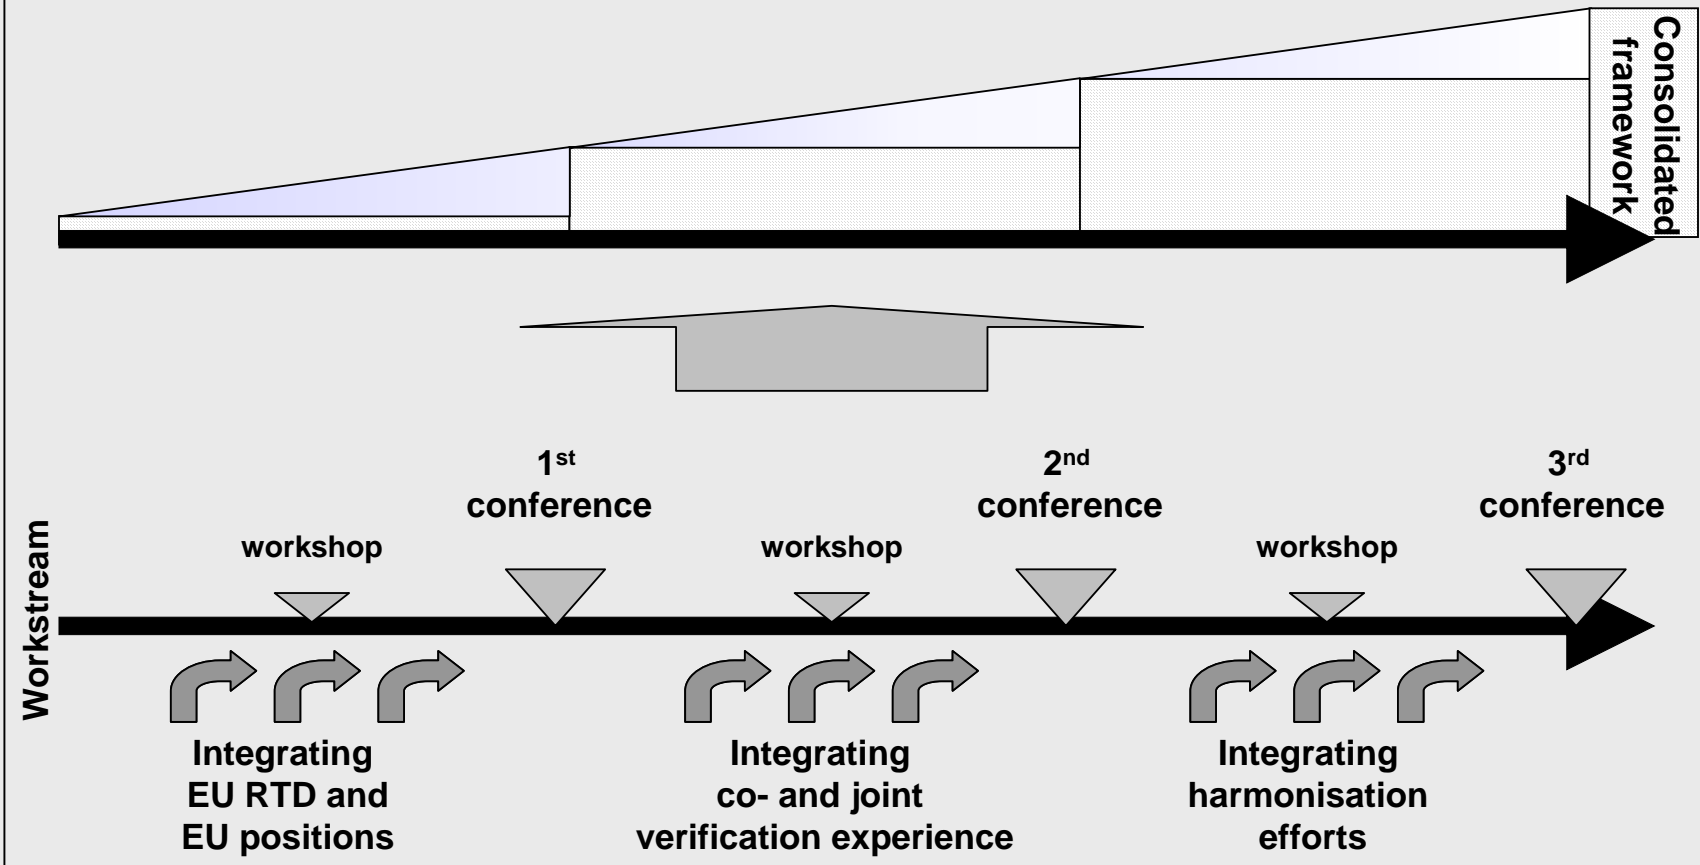 Consolidated
framework
1st
conference
2nd
conference
3rd
conference
workshop
workshop
workshop
Workstream
Integrating
EU RTD and
EU positions
Integrating
co- and joint
verification experience
Integrating
harmonisation
efforts